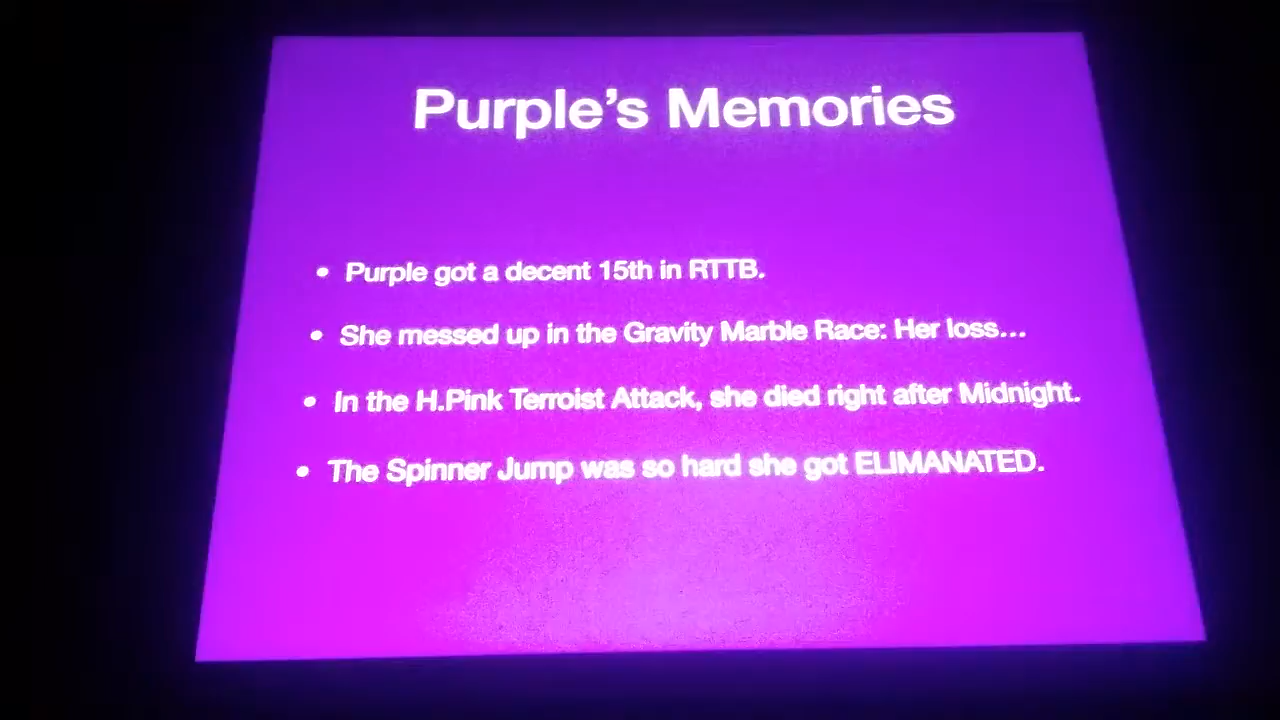 Purple’s Memories
• Purple got a decent 15th in RTTB.
• She messed up in the Gravity Marble Race: Her loss…
• In the H.Pink Terroist Attack, she died right after Midnight.
• The Spinner Jump was so hard she got ELIMANATED.